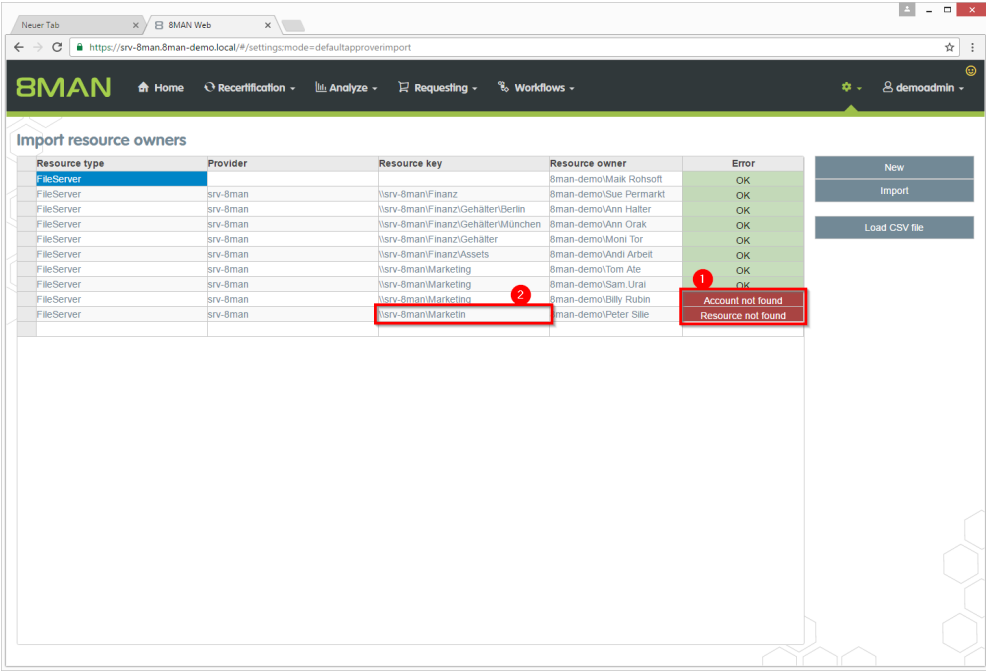 Neuer Tab
8MAN Web
https://srv-8man.8man-demo.local/#/settings;mode=defaultapproverimport
8MAN Home Recertification Analyze Requesting Workflows demoadmin
Import resource owners
Resource type Provider Resource key Resource owner Error
FileServer 8man-demo\Maik Rohsoft OK
FileServer srv-8man \\srv-8man\Finanz 8man-demo\Sue Permarkt OK
FileServer srv-8man \\srv-8man\Finanz\Gehälter\Berlin 8man-demo\Ann Halter OK
FileServer srv-8man \\srv-8man\Finanz\Gehälter\München 8man-demo\Ann Orak OK
FileServer srv-8man \\srv-8man\Finanz\Gehälter 8man-demo\Moni Tor OK
FileServer srv-8man \\srv-8man\Finanz\Assets 8man-demo\Andi Arbeit OK
FileServer srv-8man \\srv-8man\Marketing 8man-demo\Tom Ate OK
FileServer srv-8man \\srv-8man\Marketing 8man-demo\Sam.Urai OK
1
FileServer srv-8man \\srv-8man\Marketing 8man-demo\Billy Rubin Account not found
2
FileServer srv-8man \\srv-8man\Marketin man-demo\Peter Silie Resource not found
New
Import
Load CSV file